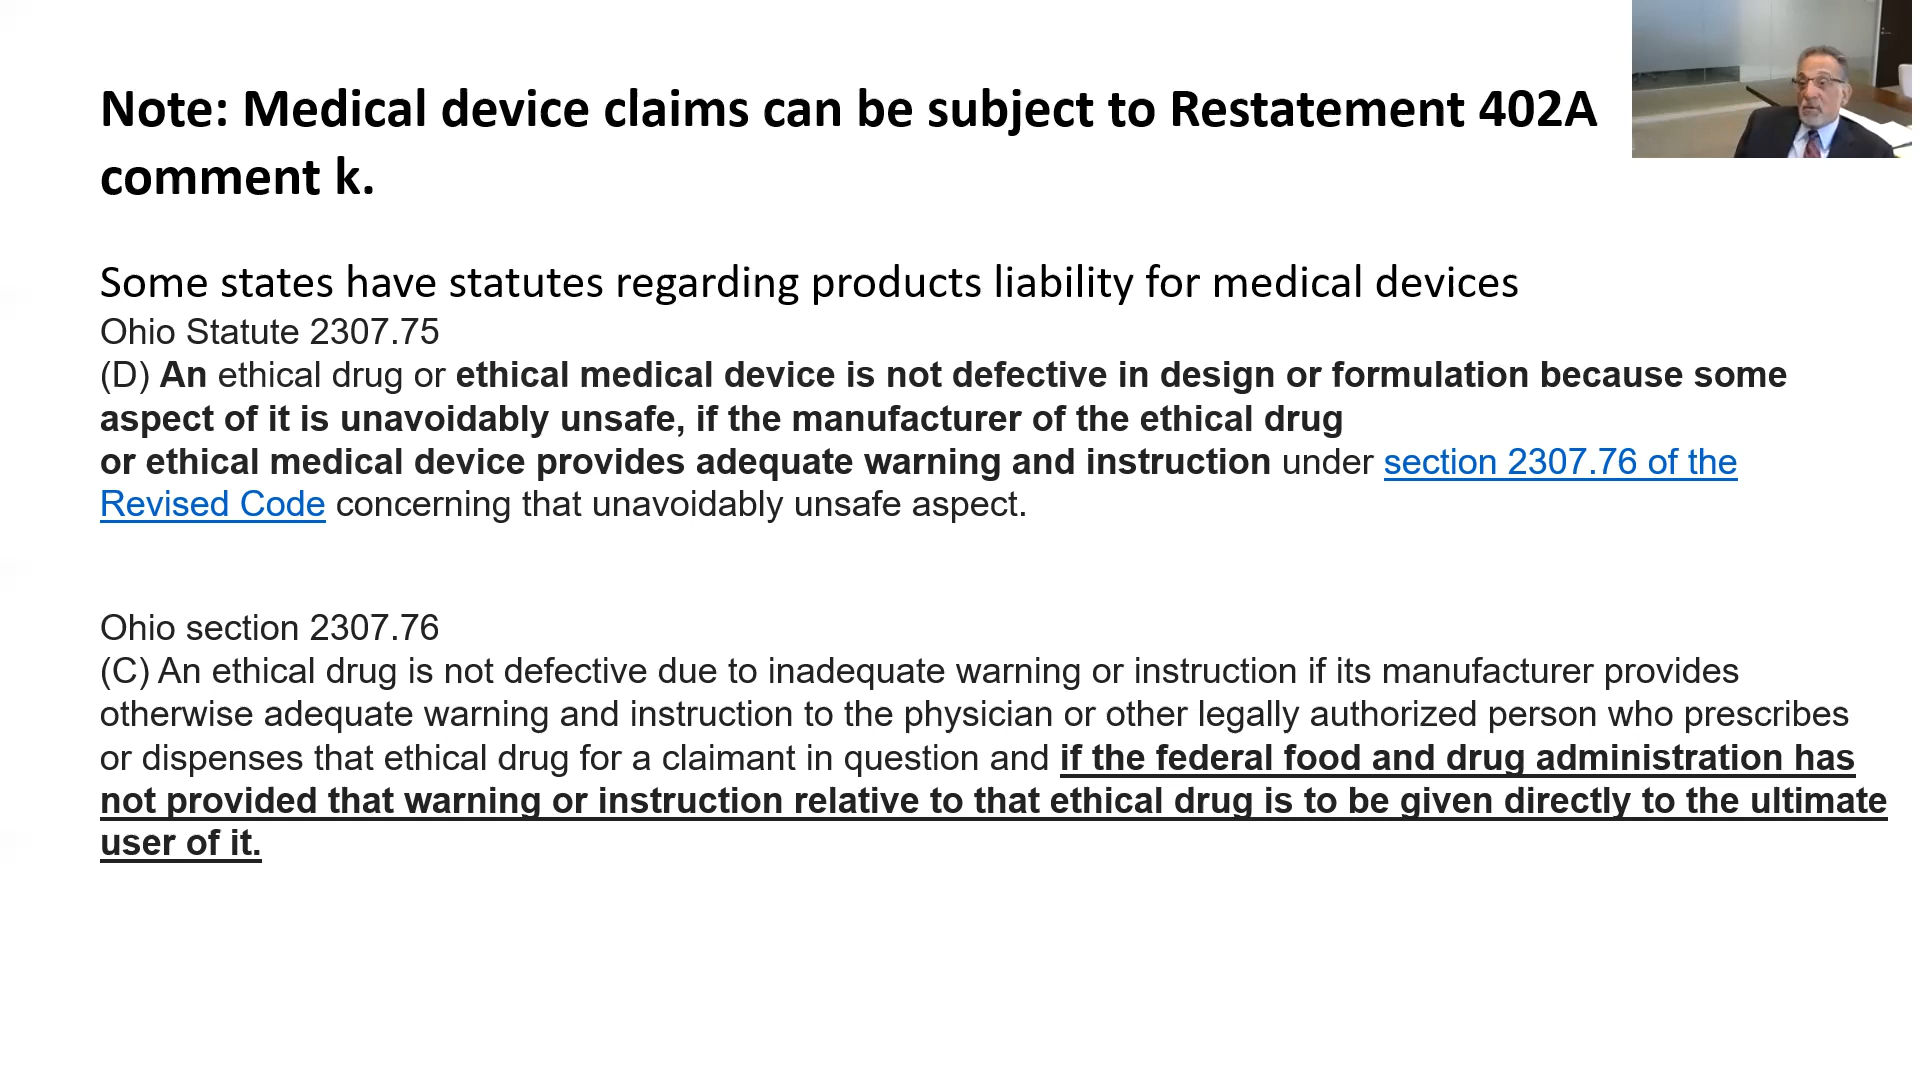 Note: Medical device claims can be subject to Restatement 402A
comment k.
Some states have statutes regarding products liability for medical devices
Ohio Statute 2307.75
(D) An ethical drug or ethical medical device is not defective in design or formulation because some
aspect of it is unavoidably unsafe, if the manufacturer of the ethical drug
or ethical medical device provides adequate warning and instruction under section 2307.76 of the
Revised Code concerning that unavoidably unsafe aspect.
Ohio section 2307.76
(C) An ethical drug is not defective due to inadequate warning or instruction if its manufacturer provides
otherwise adequate warning and instruction to the physician or other legally authorized person who prescribes
or dispenses that ethical drug for a claimant in question and if the federal food and drug administration has
not provided that warning or instruction relative to that ethical drug is to be given directly to the ultimate
user of it.